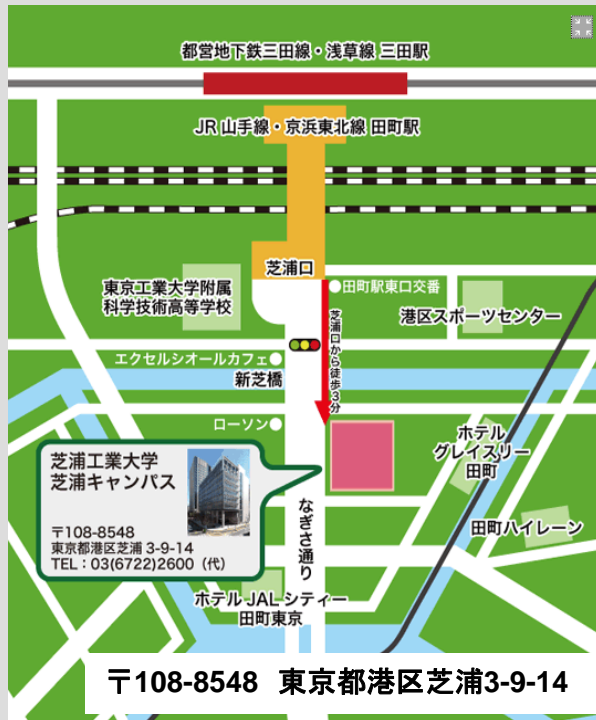 都営地下鉄三田線・浅草線 三田駅
JR 山手線・京浜東北線 田町駅
芝浦口
田町駅東口交番
東京工業大学附属
科学技術高等学校
芝浦口から徒歩3分
港区スポーツセンター
エクセルシオールカフェ
新芝橋
ローソン
ホテル
グレイスリー
田町
芝浦工業大学
芝浦キャンパス
〒108-8548
東京都港区芝浦 3-9-14
TEL：03(6722)2600（代）
なぎさ通り
田町ハイレーン
ホテル JAL シティー
田町東京
〒108-8548 東京都港区芝浦3-9-14